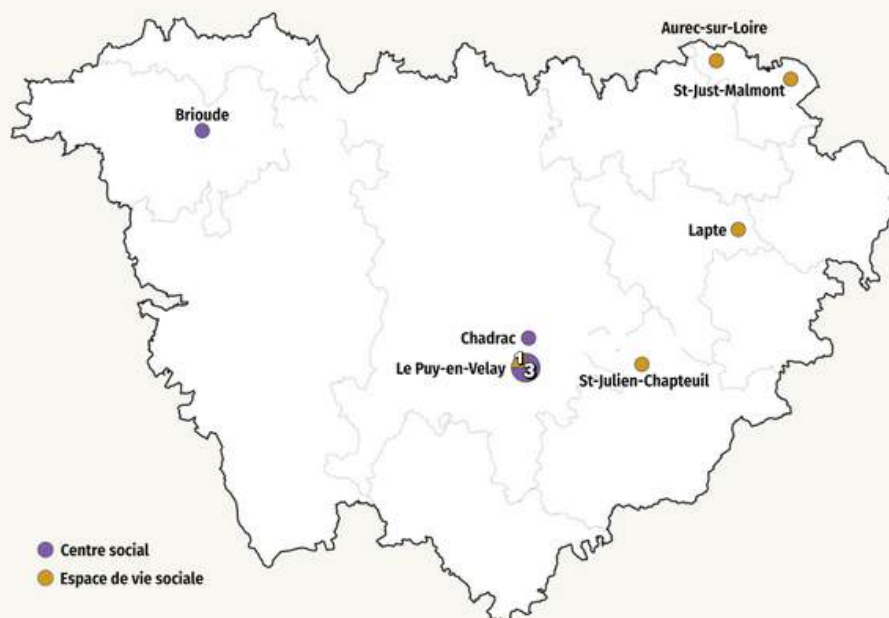 Aurec-sur-Loire
St-Just-Malmont
Brioude
Lapte
Chadrac
1
Le Puy-en-Velay
3
St-Julien-Chapteuil
Centre social
Espace de vie sociale